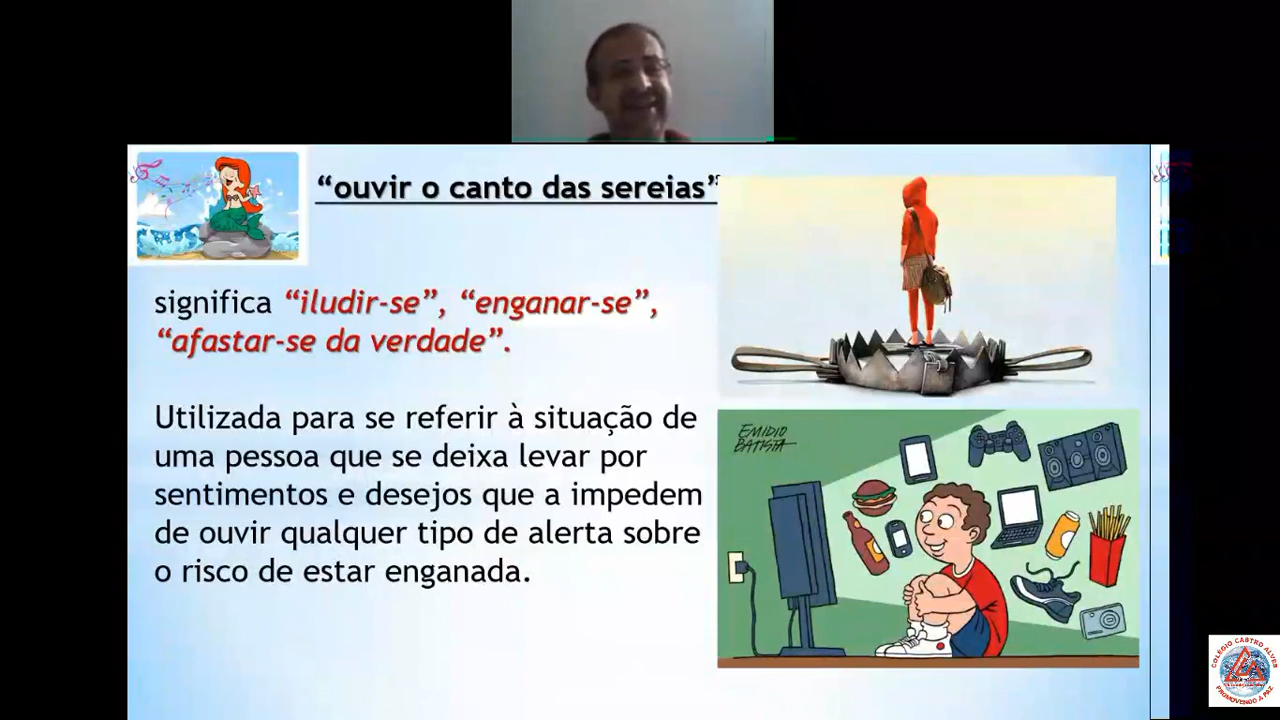 “ouvir o canto das sereias”
significa “iludir-se”, “enganar-se”,
“afastar-se da verdade”.
Utilizada para se referir à situação de
uma pessoa que se deixa levar por
sentimentos e desejos que a impedem
de ouvir qualquer tipo de alerta sobre
o risco de estar enganada.
EMIDIO
BATISTA
COLÉGIO CASTRO ALVES
PROMOVENDO A PAZ